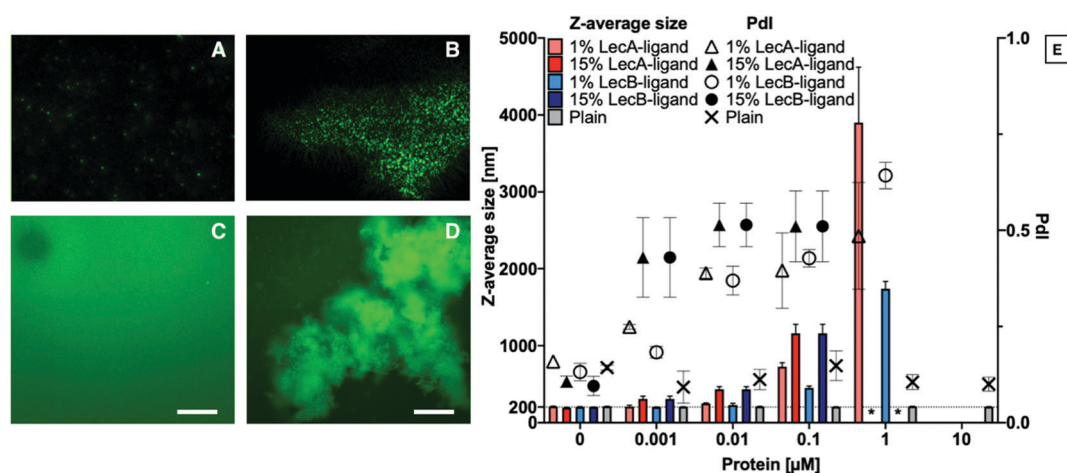 A
B
C
D
E
Z-average size PdI
1% LecA-ligand 1% LecA-ligand
15% LecA-ligand 15% LecA-ligand
1% LecB-ligand 1% LecB-ligand
15% LecB-ligand 15% LecB-ligand
Plain Plain
Z-average size [nm]
5000
4000
3000
2000
1000
200
0
1.0
0.5
0.0
PdI
* *
0 0.001 0.01 0.1 1 10
Protein [µM]